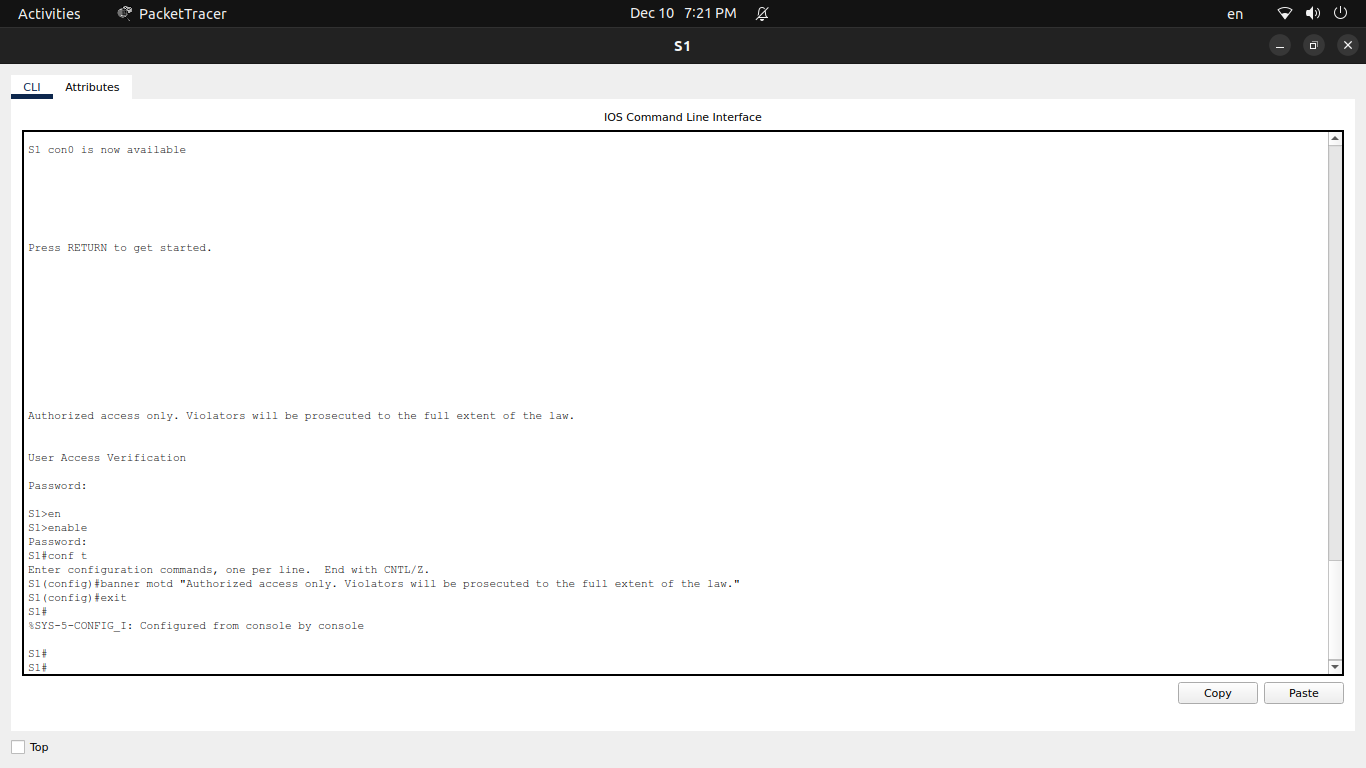 Activities
PacketTracer
Dec 10 7:21 PM
en
S1
CLI
Attributes
IOS Command Line Interface
S1 con0 is now available
Press RETURN to get started.
Authorized access only. Violators will be prosecuted to the full extent of the law.
User Access Verification
Password:
S1>en
S1>enable
Password:
S1#conf t
Enter configuration commands, one per line.  End with CNTL/Z.
S1(config)#banner motd "Authorized access only. Violators will be prosecuted to the full extent of the law."
S1(config)#exit
S1#
%SYS-5-CONFIG_I: Configured from console by console
S1#
S1#
Copy
Paste
Top